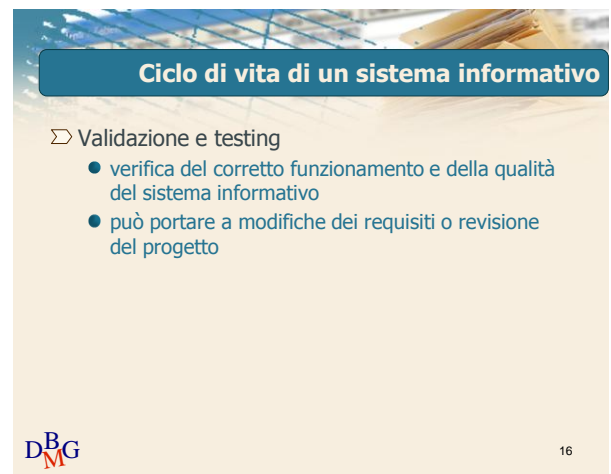 Ciclo di vita di un sistema informativo
Validazione e testing
verifica del corretto funzionamento e della qualità
del sistema informativo
può portare a modifiche dei requisiti o revisione
del progetto
DBMG
16